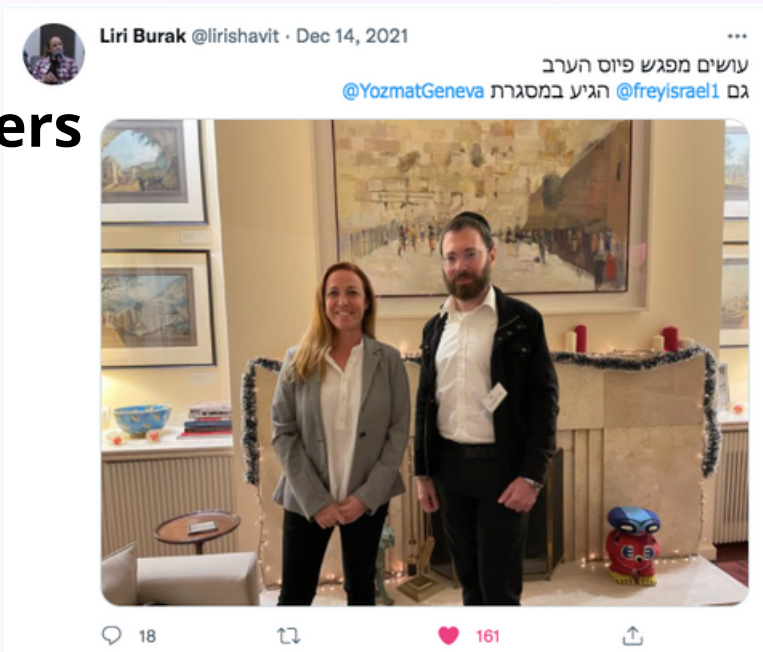 Liri Burak @lirishavit · Dec 14, 2021
עושים מפגש פיוס הערב
גם @freyisrael1 הגיע במסגרת @YozmatGeneva
ers
18
161